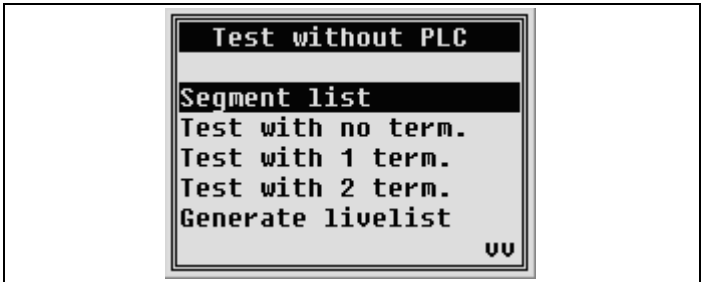 Test without PLC
Segment list
Test with no term.
Test with 1 term.
Test with 2 term.
Generate livelist
vv